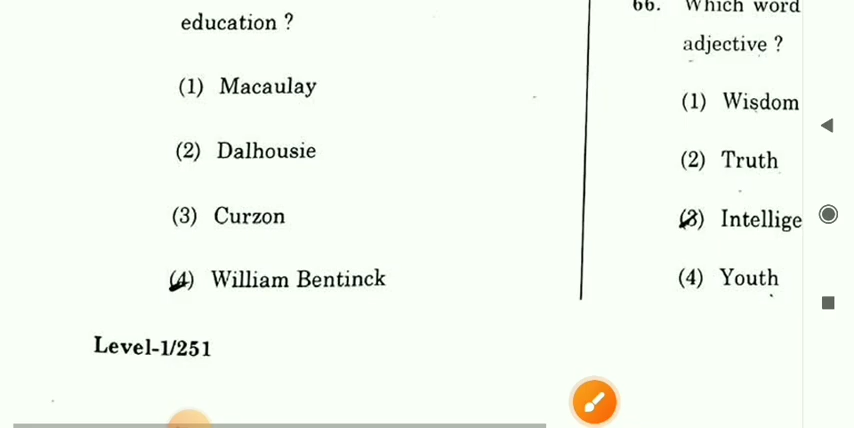 education ?
(1) Macaulay
(2) Dalhousie
(3) Curzon
(4) William Bentinck
Level-1/251
66. Which word
adjective ?
(1) Wisdom
(2) Truth
(3) Intellige
(4) Youth